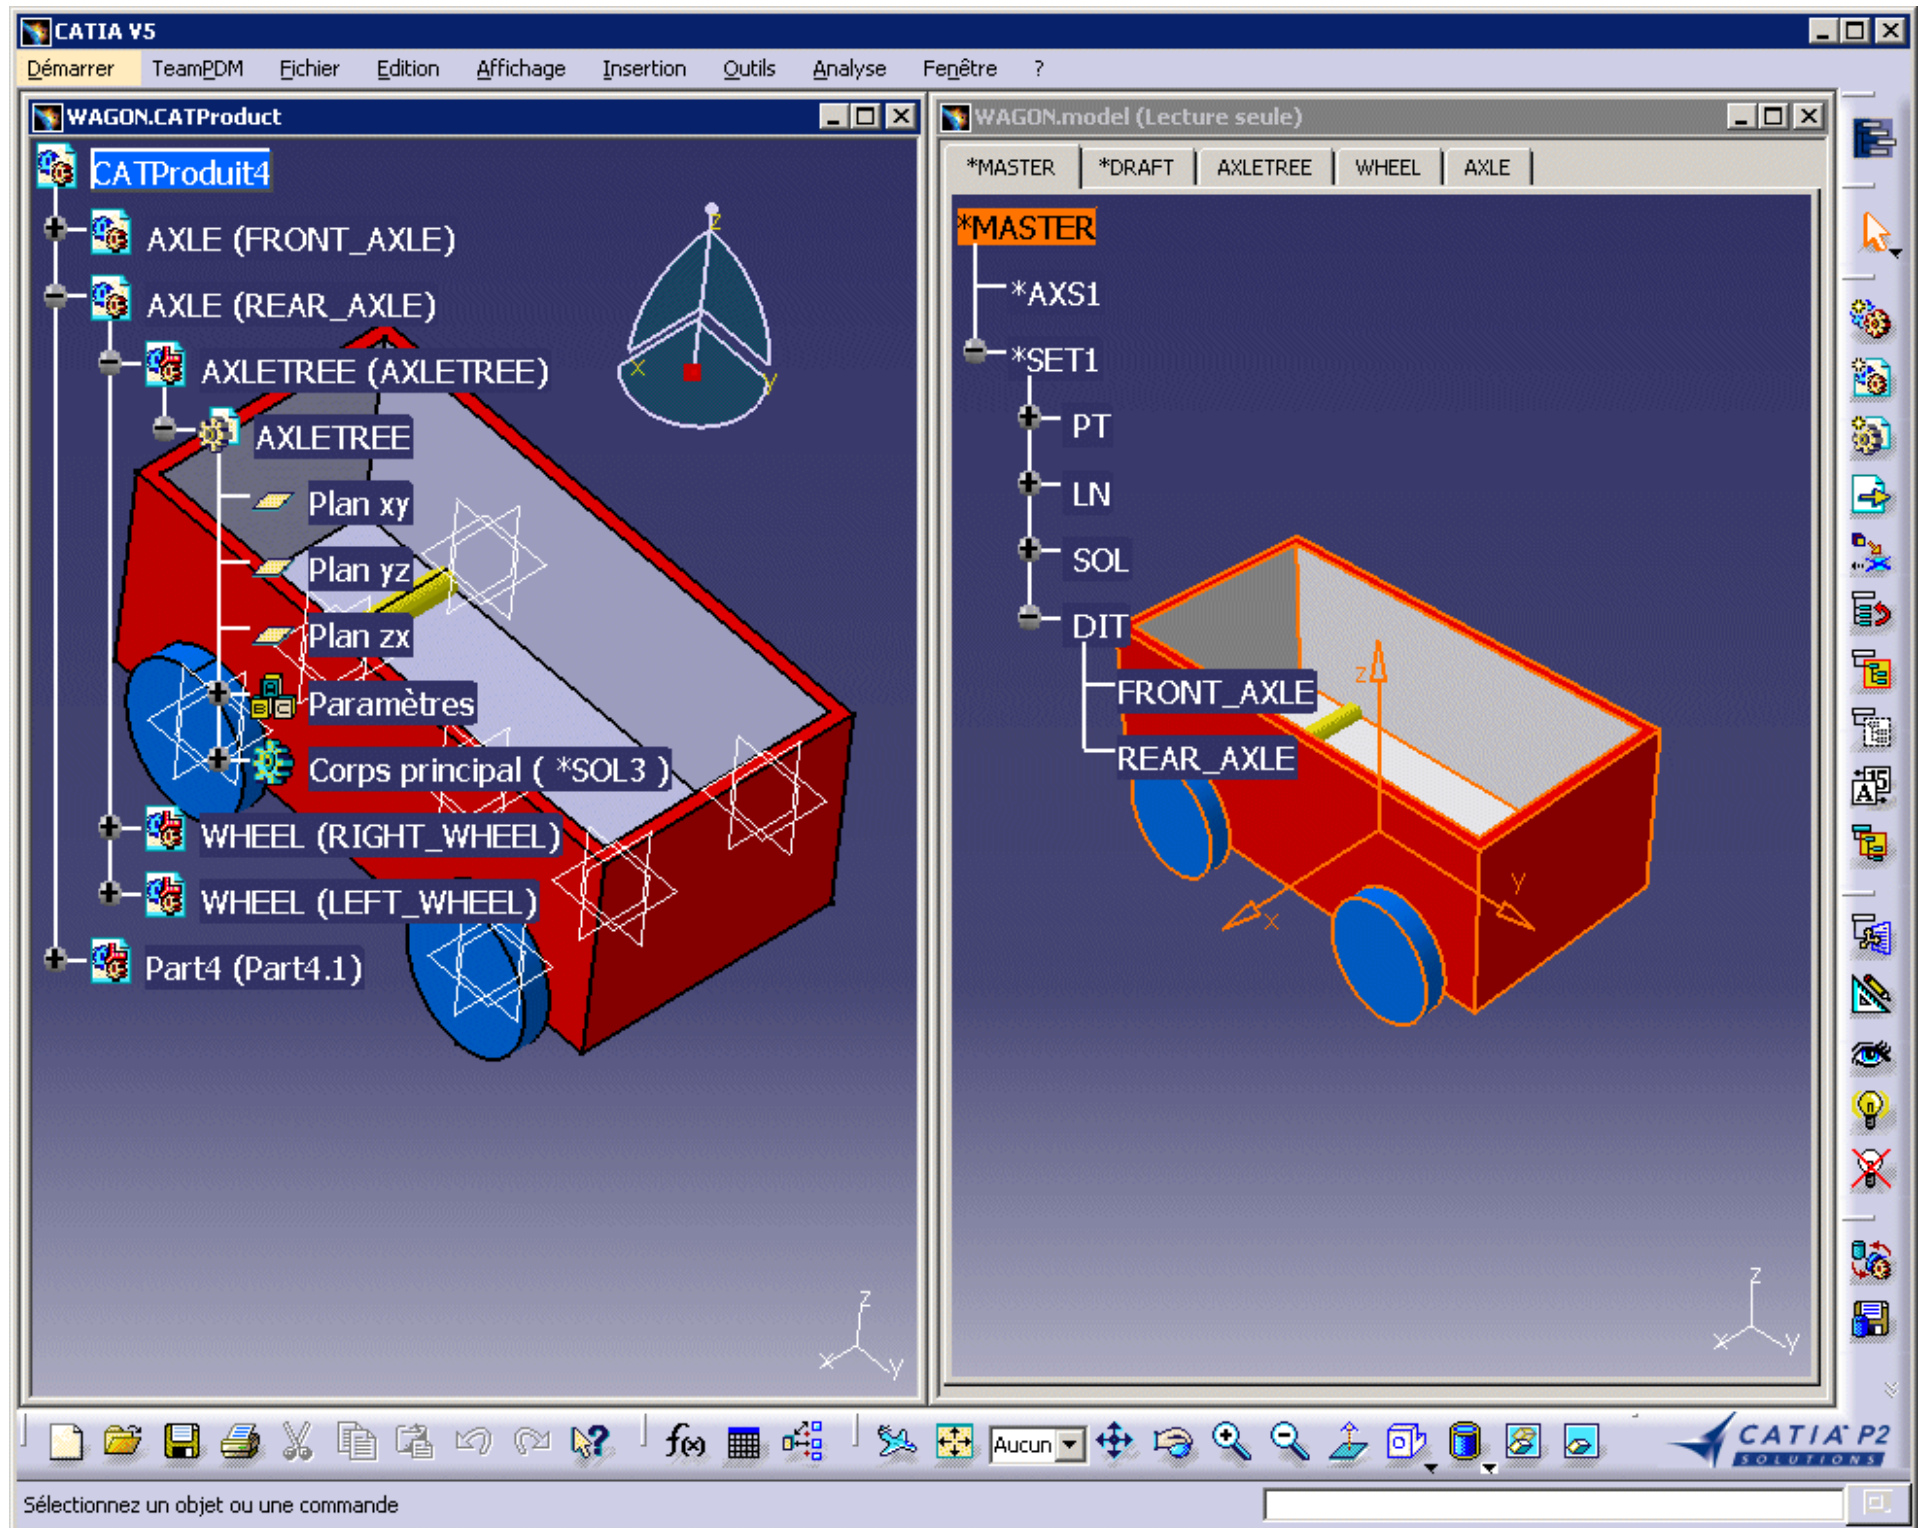 CATIA V5
Démarrer TeamPDM Fichier Edition Affichage Insertion Outils Analyse Fenêtre ?
WAGON.CATProduct
CATProduit4
AXLE (FRONT_AXLE)
AXLE (REAR_AXLE)
AXLETREE (AXLETREE)
AXLETREE
Plan xy
Plan yz
Plan zx
Paramètres
Corps principal ( *SOL3 )
WHEEL (RIGHT_WHEEL)
WHEEL (LEFT_WHEEL)
Part4 (Part4.1)
z
x
y
z
x
y
WAGON.model (Lecture seule)
*MASTER *DRAFT AXLETREE WHEEL AXLE
*MASTER
*AXS1
*SET1
PT
LN
SOL
DIT
FRONT_AXLE
REAR_AXLE
z
y
x
z
x
y
f(x)
Aucun
CATIA P2
SOLUTIONS
Sélectionnez un objet ou une commande